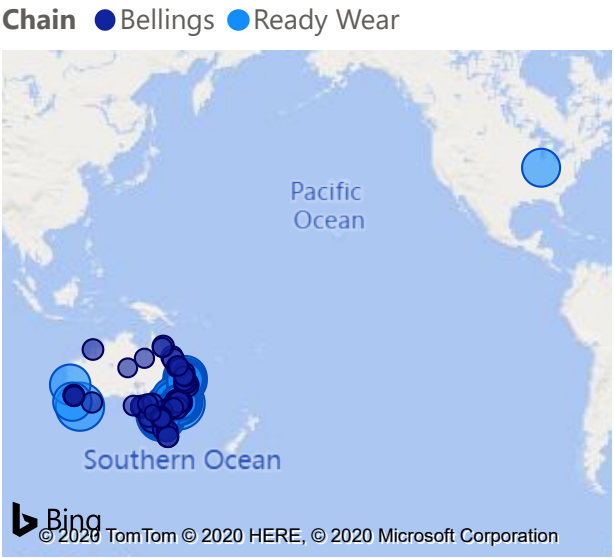 Chain Bellings Ready Wear
Pacific
Ocean
Southern Ocean
Bing
© 2020 TomTom © 2020 HERE, © 2020 Microsoft Corporation